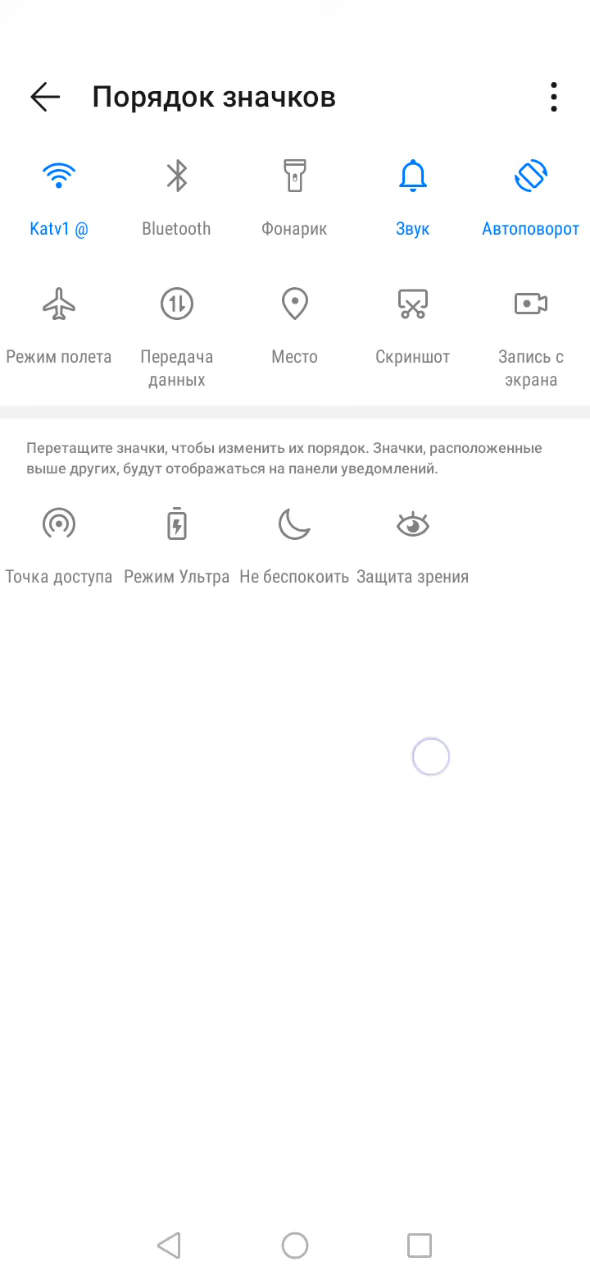 Порядок значков
Katv1 @
Bluetooth
Фонарик
Звук
Автоповорот
Режим полета
Передача
данных
Место
Скриншот
Запись с
экрана
Перетащите значки, чтобы изменить их порядок. Значки, расположенные
выше других, будут отображаться на панели уведомлений.
Точка доступа
Режим Ультра
Не беспокоить
Защита зрения